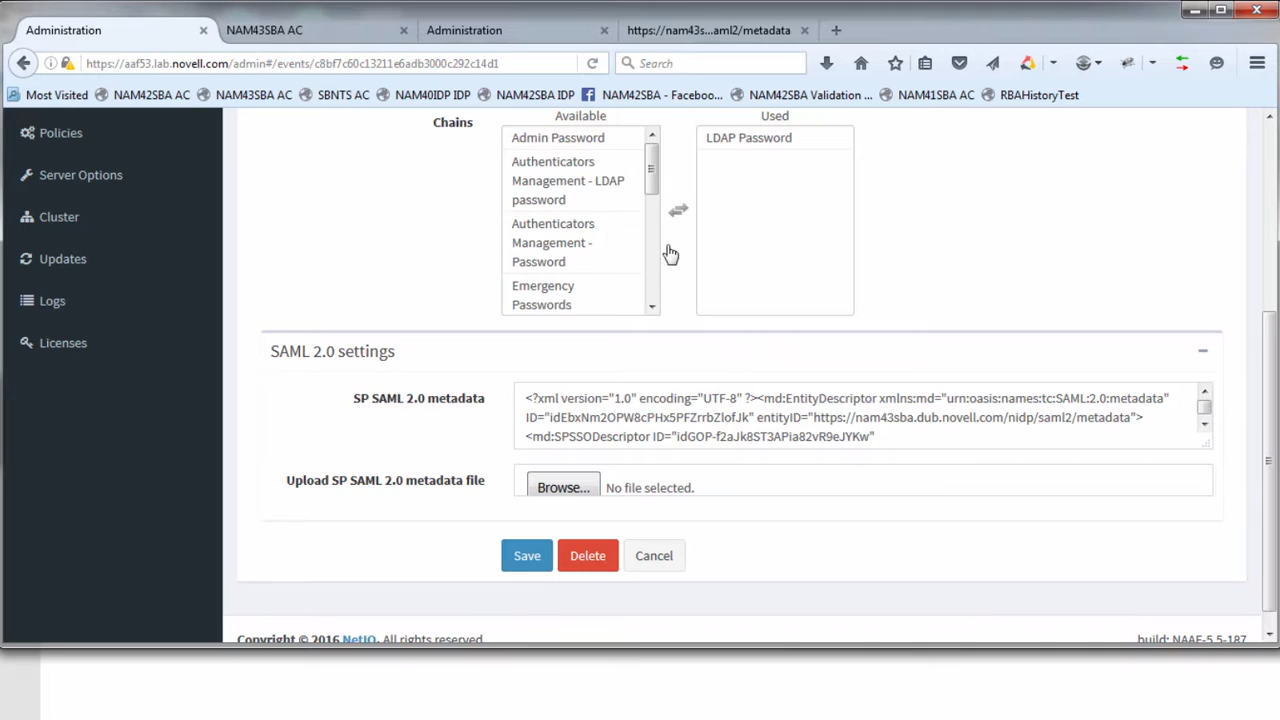 Administration
NAM43SBA AC
Administration
https://nam43s...aml2/metadata
https://aaf53.lab.novell.com/admin#/events/c8bf7c60c13211e6adb3000c292c14d1
Search
Most Visited
NAM42SBA AC
NAM43SBA AC
SBNTS AC
NAM40IDP IDP
NAM42SBA IDP
NAM42SBA - Faceboo...
NAM42SBA Validation ...
NAM41SBA AC
RBAHistoryTest
Policies
Server Options
Cluster
Updates
Logs
Licenses
Chains
Available
Used
Admin Password
Authenticators
Management - LDAP
password
Authenticators
Management -
Password
Emergency
Passwords
LDAP Password
SAML 2.0 settings
SP SAML 2.0 metadata
<?xml version="1.0" encoding="UTF-8" ?><md:EntityDescriptor xmlns:md="urn:oasis:names:tc:SAML:2.0:metadata"
ID="idEbxNm2OPW8cPHx5PFZrrbZlofJk" entityID="https://nam43sba.dub.novell.com/nidp/saml2/metadata">
<md:SPSSODescriptor ID="idGOP-f2aJk8ST3APia82vR9eJYKw"
Upload SP SAML 2.0 metadata file
Browse...
No file selected.
Save
Delete
Cancel
Copyright © 2016 NetIQ. All rights reserved.
build: NAAF-5.5-187